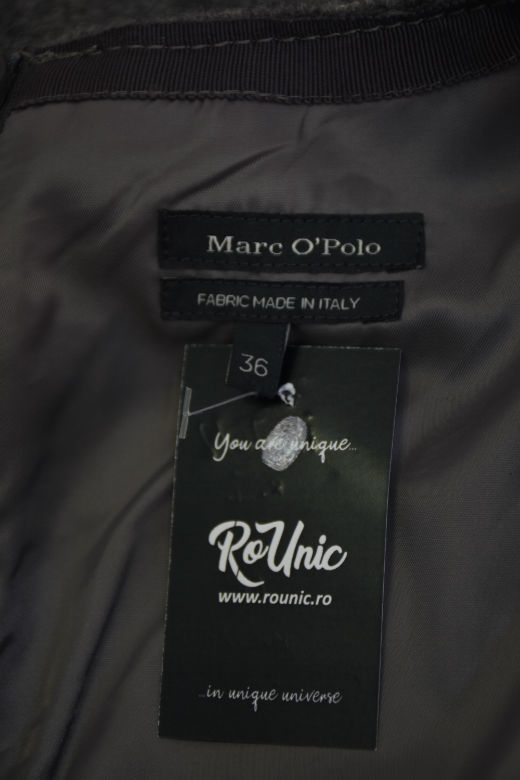 Marc O'Polo
FABRIC MADE IN ITALY
36
You are unique...
RoUnic
www.rounic.ro
...in unique universe